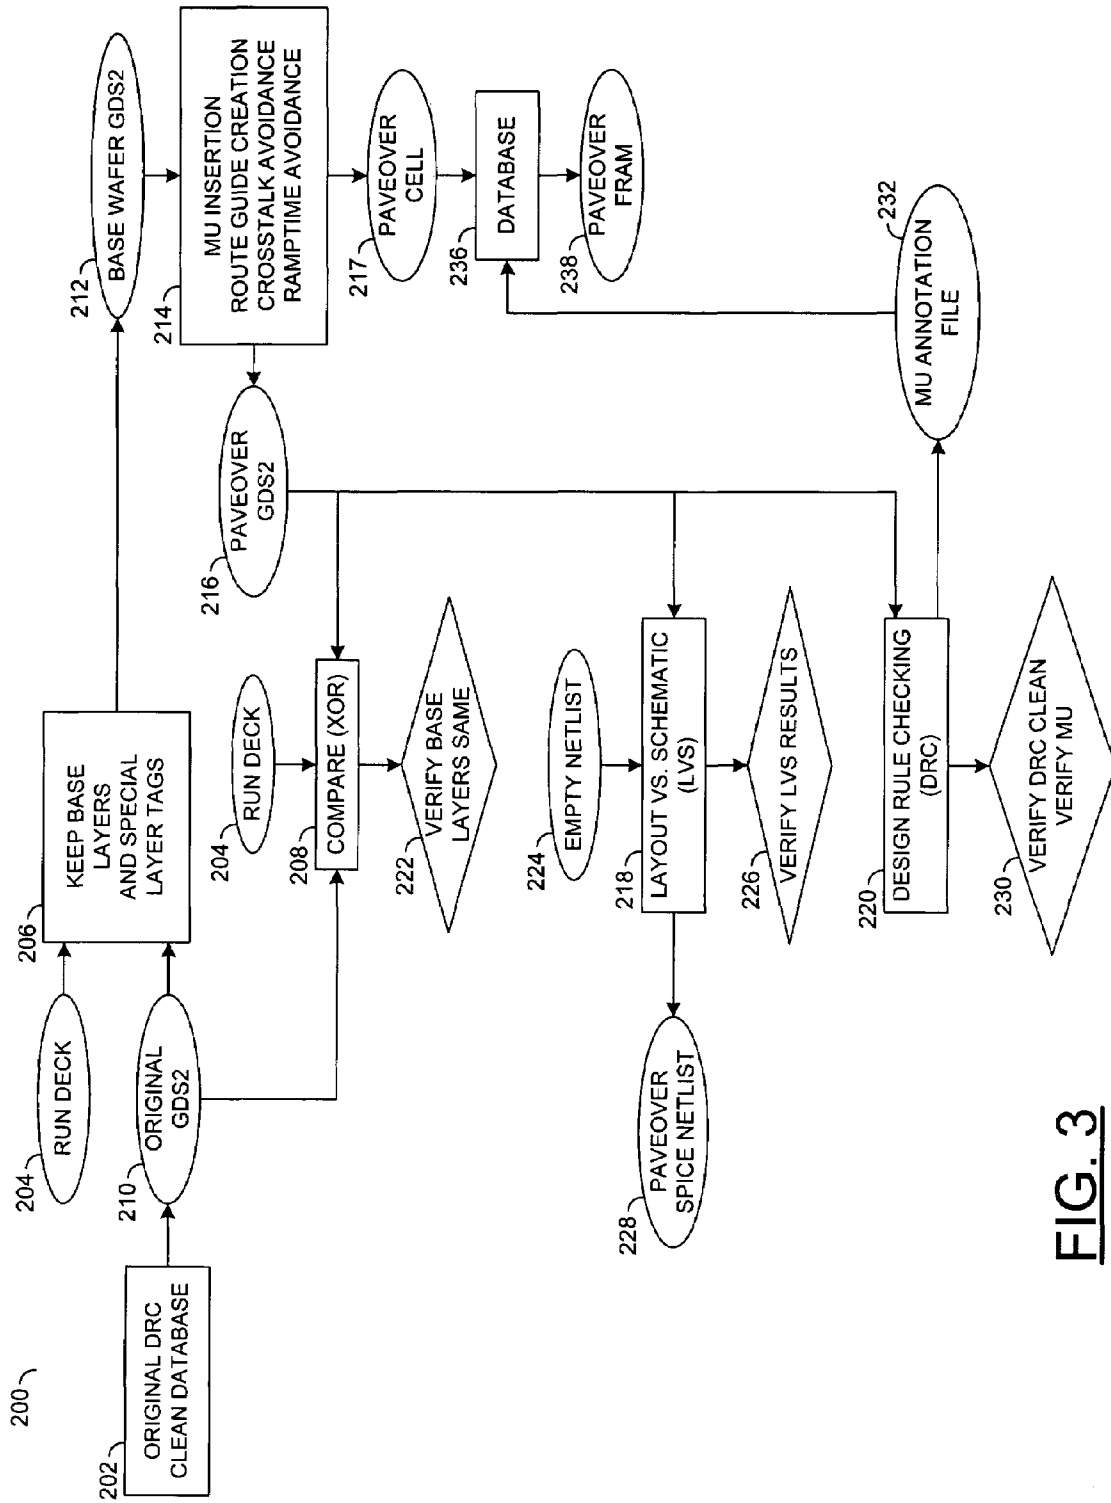 200
202
ORIGINAL DRC
CLEAN DATABASE
204
RUN DECK
210
ORIGINAL
GDS2
206
KEEP BASE
LAYERS
AND SPECIAL
LAYER TAGS
212
BASE WAFER GDS2
214
MU INSERTION
ROUTE GUIDE CREATION
CROSSTALK AVOIDANCE
RAMPTIME AVOIDANCE
216
PAVEOVER
GDS2
217
PAVEOVER
CELL
236
DATABASE
238
PAVEOVER
FRAM
204
RUN DECK
208
COMPARE (XOR)
222
VERIFY BASE
LAYERS SAME
224
EMPTY NETLIST
218
LAYOUT VS. SCHEMATIC
(LVS)
226
VERIFY LVS RESULTS
228
PAVEOVER
SPICE NETLIST
220
DESIGN RULE CHECKING
(DRC)
230
VERIFY DRC CLEAN
VERIFY MU
232
MU ANNOTATION
FILE
FIG. 3